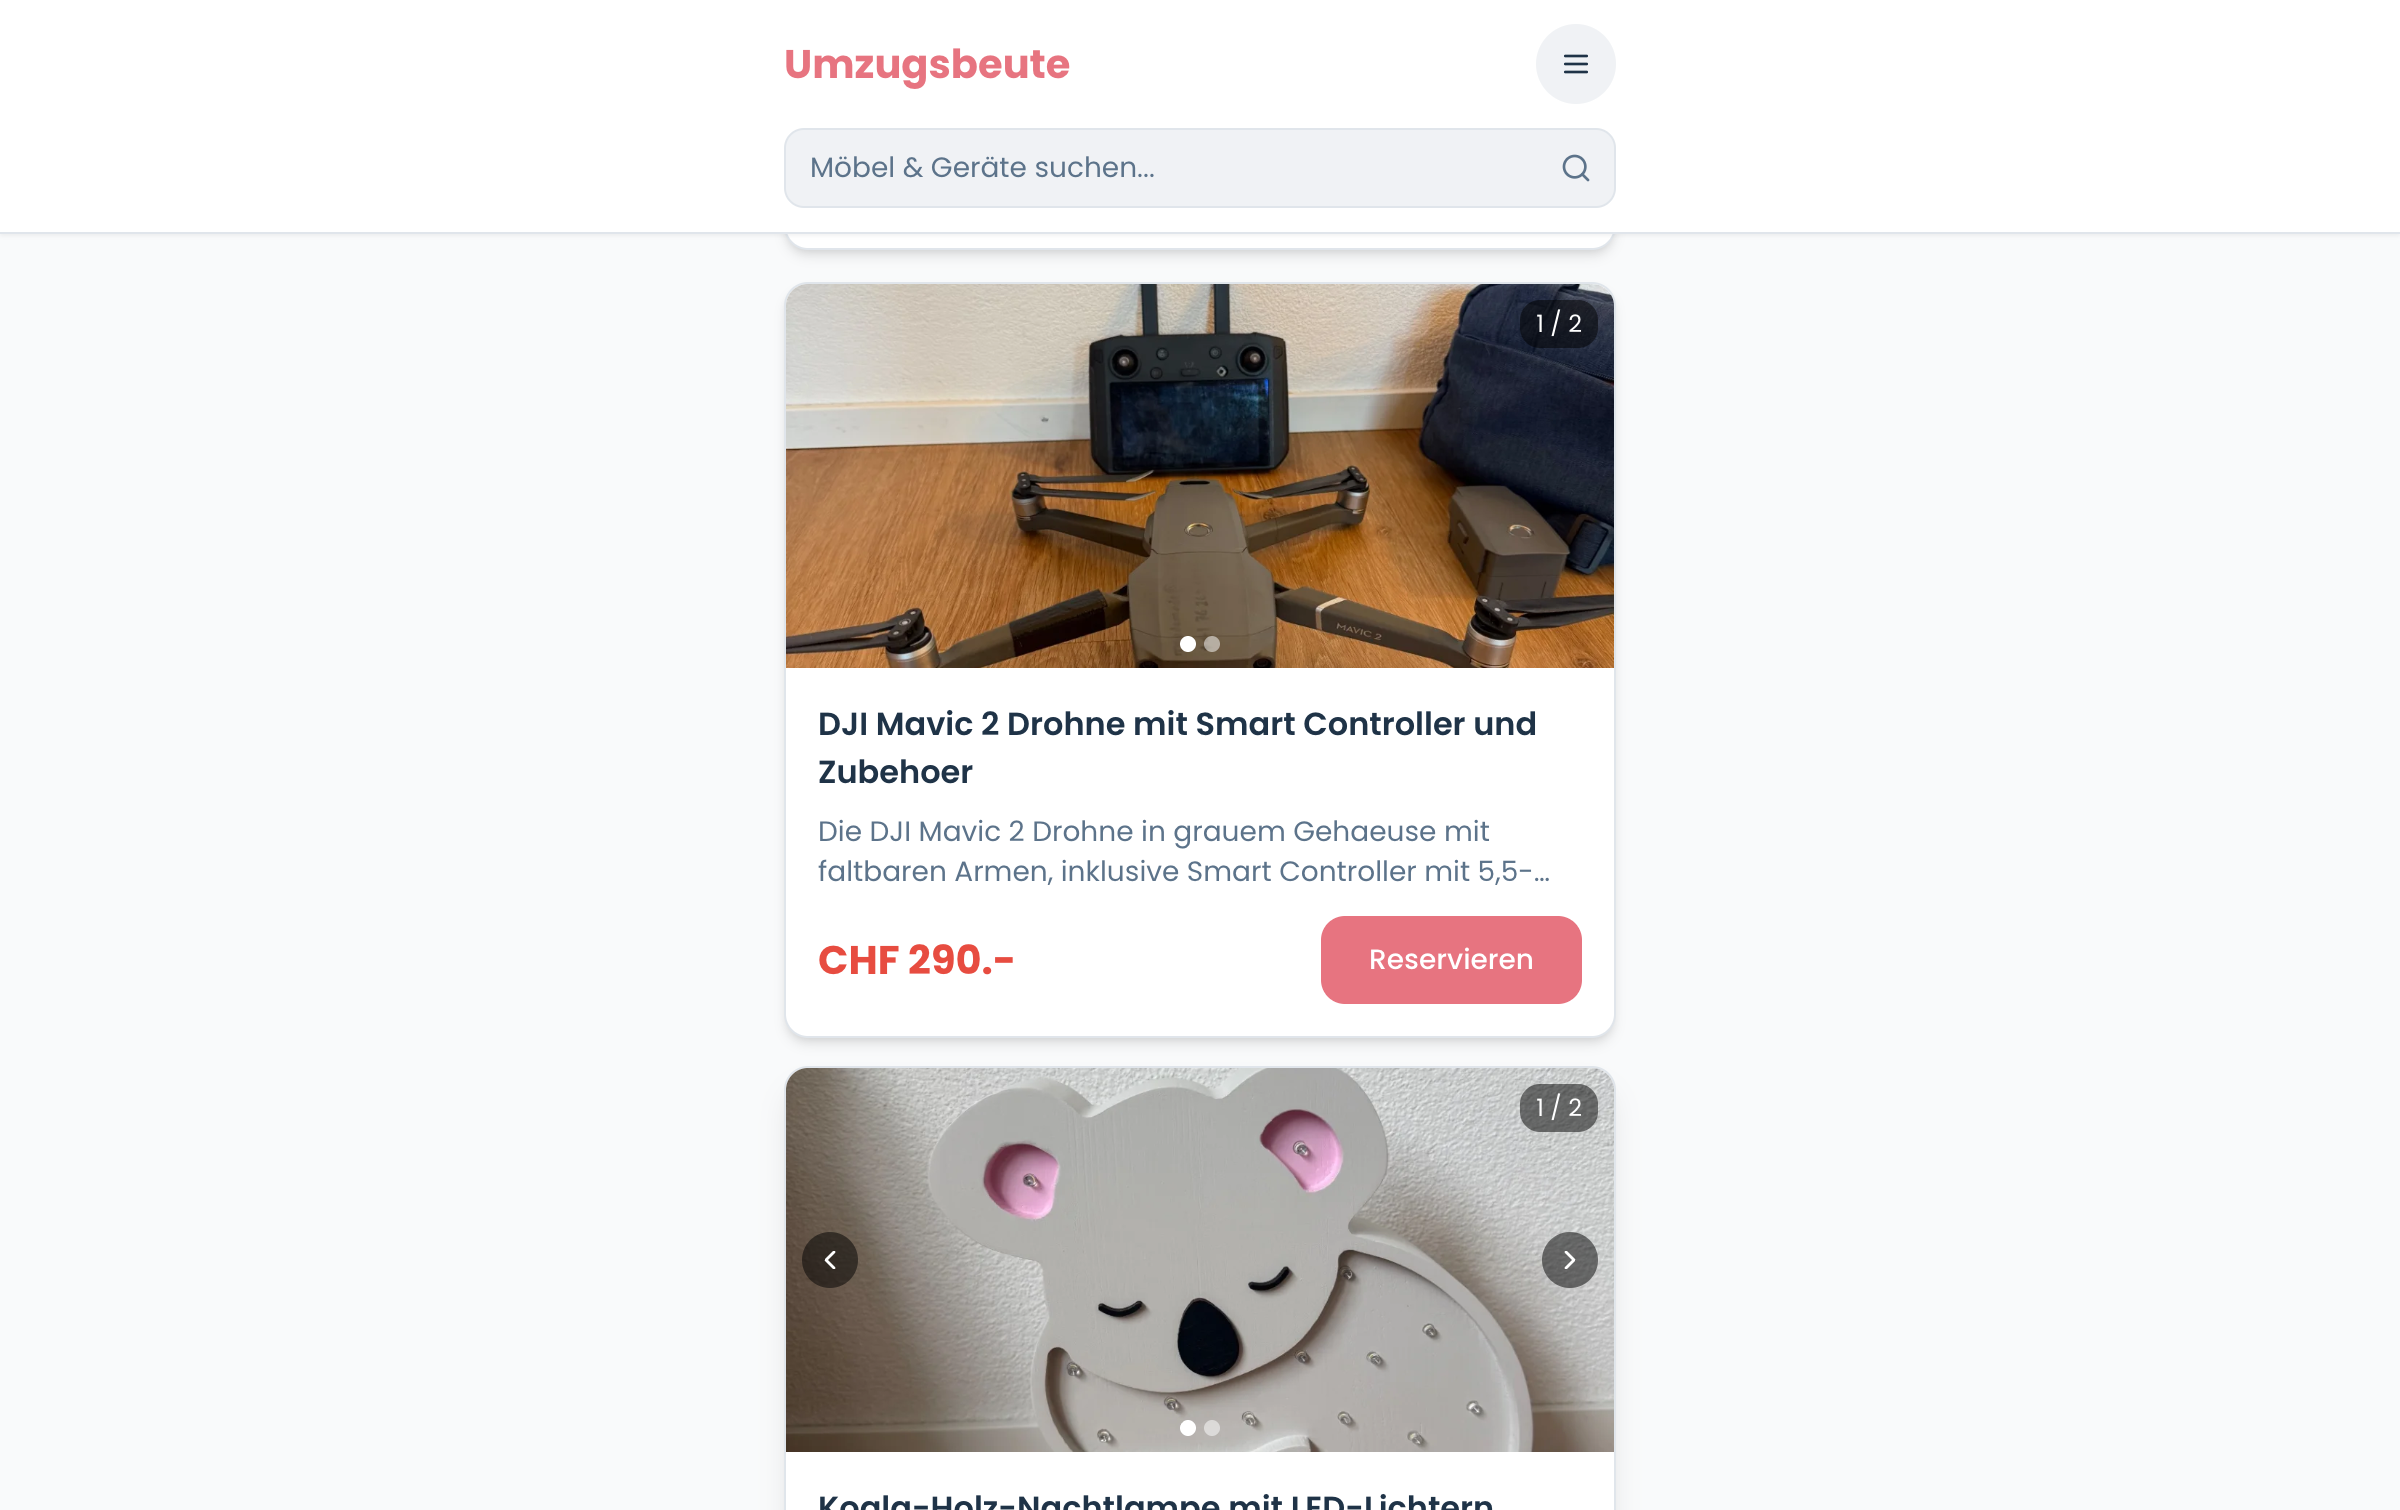 Umzugsbeute
Möbel & Geräte suchen...
1 / 2
MAVIC 2
DJI Mavic 2 Drohne mit Smart Controller und
Zubehoer
Die DJI Mavic 2 Drohne in grauem Gehaeuse mit
faltbaren Armen, inklusive Smart Controller mit 5,5-...
CHF 290.-
Reservieren
1 / 2
Koala-Holz-Nachtlampe mit LED-Lichtern